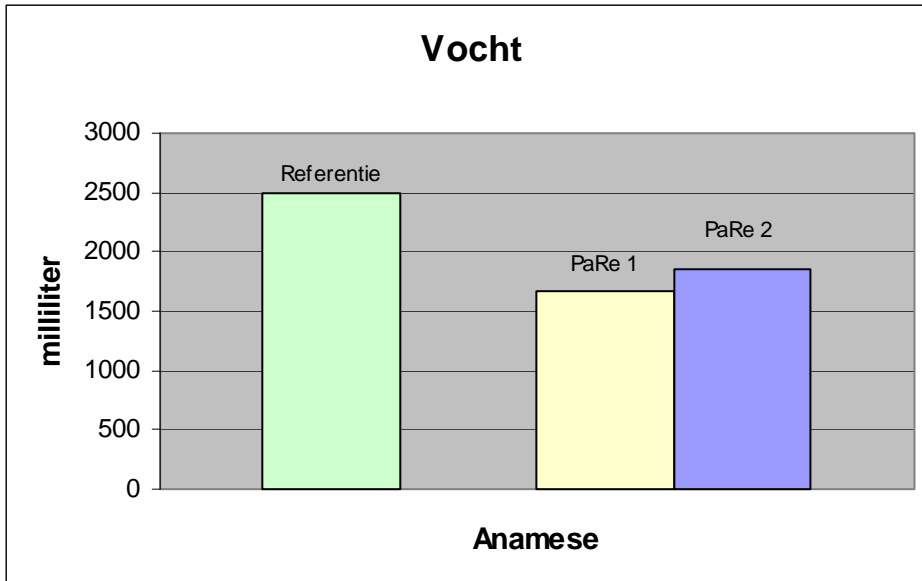 Vocht
3000
2500
2000
1500
1000
500
0
milliliter
Referentie
PaRe 1
PaRe 2
Anamese